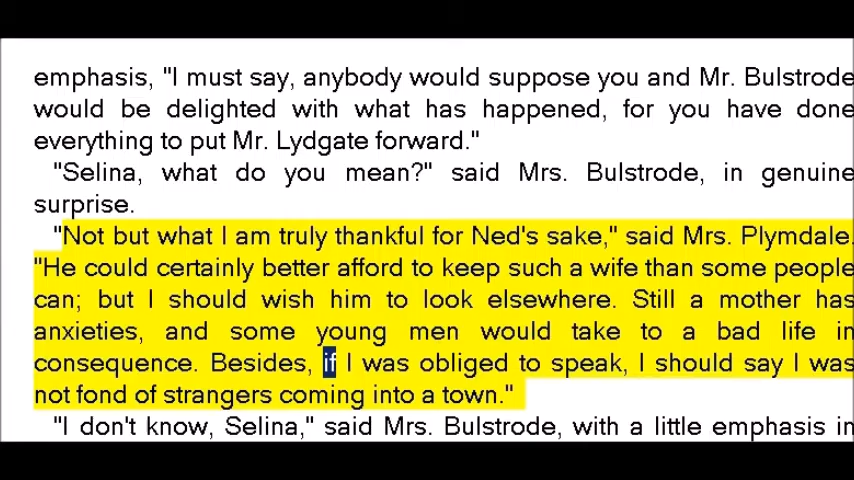 emphasis, "I must say, anybody would suppose you and Mr. Bulstrode
would be delighted with what has happened, for you have done
everything to put Mr. Lydgate forward."
"Selina, what do you mean?" said Mrs. Bulstrode, in genuine
surprise.
"Not but what I am truly thankful for Ned's sake," said Mrs. Plymdale.
"He could certainly better afford to keep such a wife than some people
can; but I should wish him to look elsewhere. Still a mother has
anxieties, and some young men would take to a bad life in
consequence. Besides, if I was obliged to speak, I should say I was
not fond of strangers coming into a town."
"I don't know, Selina," said Mrs. Bulstrode, with a little emphasis in